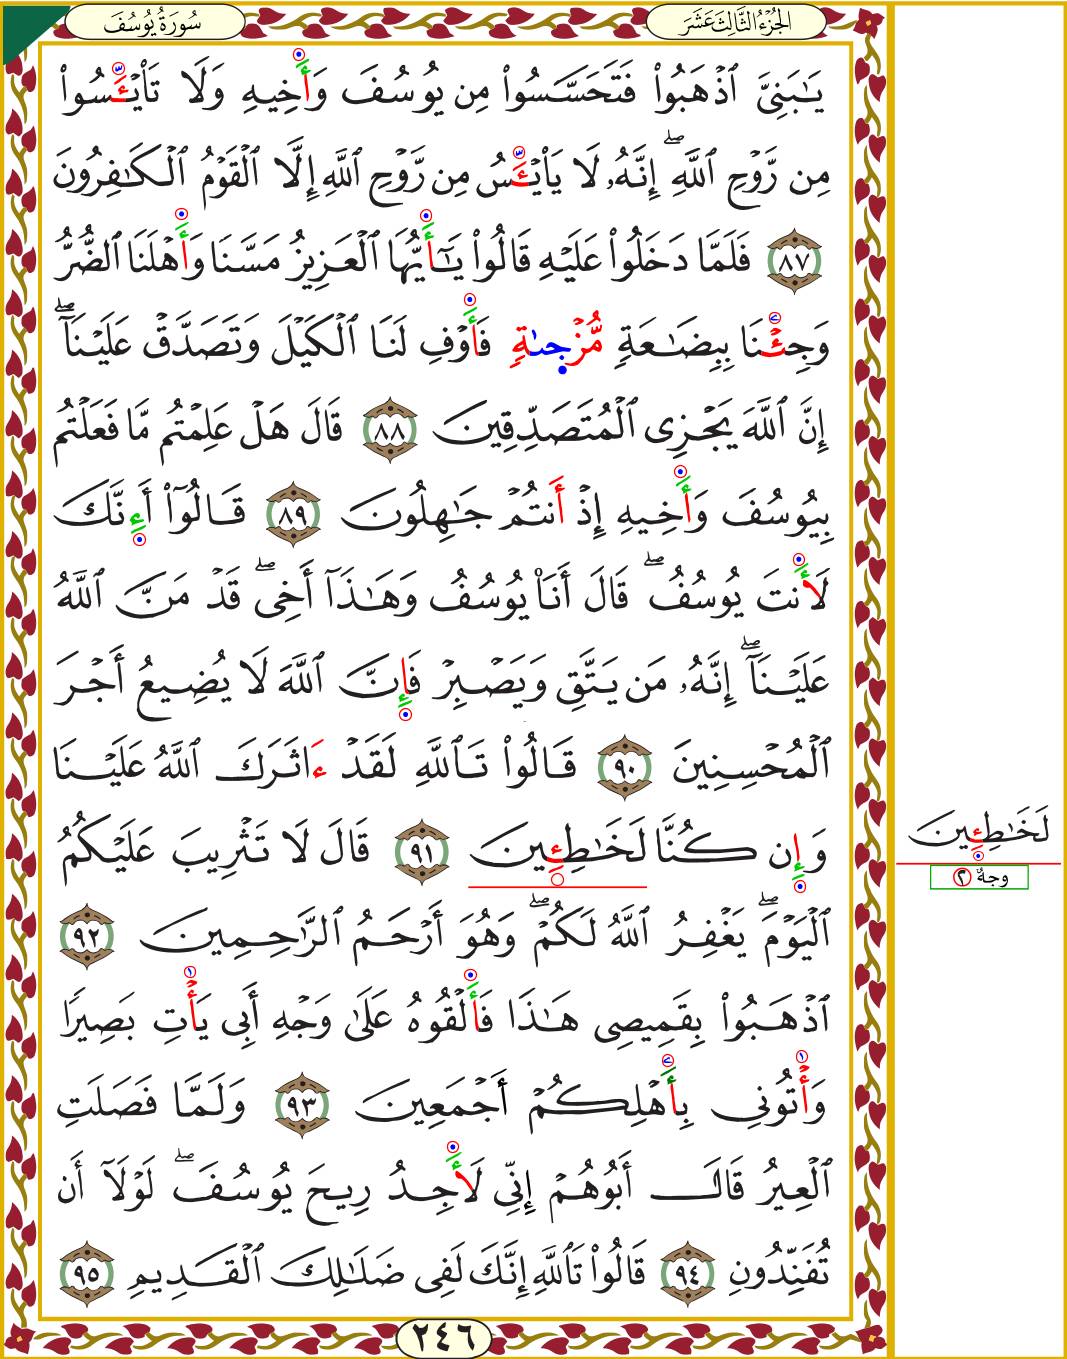 الجُزْءُ الثَّالِثَ عَشَرَ
سُورَةُ يُوسُفَ
يَـٰبَنِىَّ ٱذْهَبُوا۟ فَتَحَسَّسُوا۟ مِن يُوسُفَ وَأَخِيهِ وَلَا تَا۟يْـَٔسُوا۟
مِن رَّوْحِ ٱللَّهِ ۖ إِنَّهُۥ لَا يَا۟يْـَٔسُ مِن رَّوْحِ ٱللَّهِ إِلَّا ٱلْقَوْمُ ٱلْكَـٰفِرُونَ
٨٧ فَلَمَّا دَخَلُوا۟ عَلَيْهِ قَالُوا۟ يَـٰٓأَيُّهَا ٱلْعَزِيزُ مَسَّنَا وَأَهْلَنَا ٱلضُّرُّ
وَجِئْنَا بِبِضَـٰعَةٍ مُّزْجَىٰةٍ فَأَوْفِ لَنَا ٱلْكَيْلَ وَتَصَدَّقْ عَلَيْنَآ ۖ
إِنَّ ٱللَّهَ يَجْزِى ٱلْمُتَصَدِّقِينَ ٨٨ قَالَ هَلْ عَلِمْتُم مَّا فَعَلْتُم
بِيُوسُفَ وَأَخِيهِ إِذْ أَنتُمْ جَـٰهِلُونَ ٨٩ قَالُوٓا۟ أَءِنَّكَ
لَأَنتَ يُوسُفُ ۖ قَالَ أَنَا۠ يُوسُفُ وَهَـٰذَآ أَخِى ۖ قَدْ مَنَّ ٱللَّهُ
عَلَيْنَآ ۖ إِنَّهُۥ مَن يَتَّقِ وَيَصْبِرْ فَإِنَّ ٱللَّهَ لَا يُضِيعُ أَجْرَ
ٱلْمُحْسِنِينَ ٩٠ قَالُوا۟ تَٱللَّهِ لَقَدْ ءَاثَرَكَ ٱللَّهُ عَلَيْنَا
وَإِن كُنَّا لَخَـٰطِـِٔينَ ٩١ قَالَ لَا تَثْرِيبَ عَلَيْكُمُ
ٱلْيَوْمَ ۖ يَغْفِرُ ٱللَّهُ لَكُمْ ۖ وَهُوَ أَرْحَمُ ٱلرَّٰحِمِينَ ٩٢
ٱذْهَبُوا۟ بِقَمِيصِى هَـٰذَا فَأَلْقُوهُ عَلَىٰ وَجْهِ أَبِى يَأْتِ بَصِيرًا
وَأْتُونِى بِأَهْلِكُمْ أَجْمَعِينَ ٩٣ وَلَمَّا فَصَلَتِ
ٱلْعِيرُ قَالَ أَبُوهُمْ إِنِّى لَأَجِدُ رِيحَ يُوسُفَ ۖ لَوْلَآ أَن
تُفَنِّدُونِ ٩٤ قَالُوا۟ تَٱللَّهِ إِنَّكَ لَفِى ضَلَـٰلِكَ ٱلْقَدِيمِ ٩٥
٢٤٦
لَخَـٰطِـِٔينَ
وجهٌ ٢